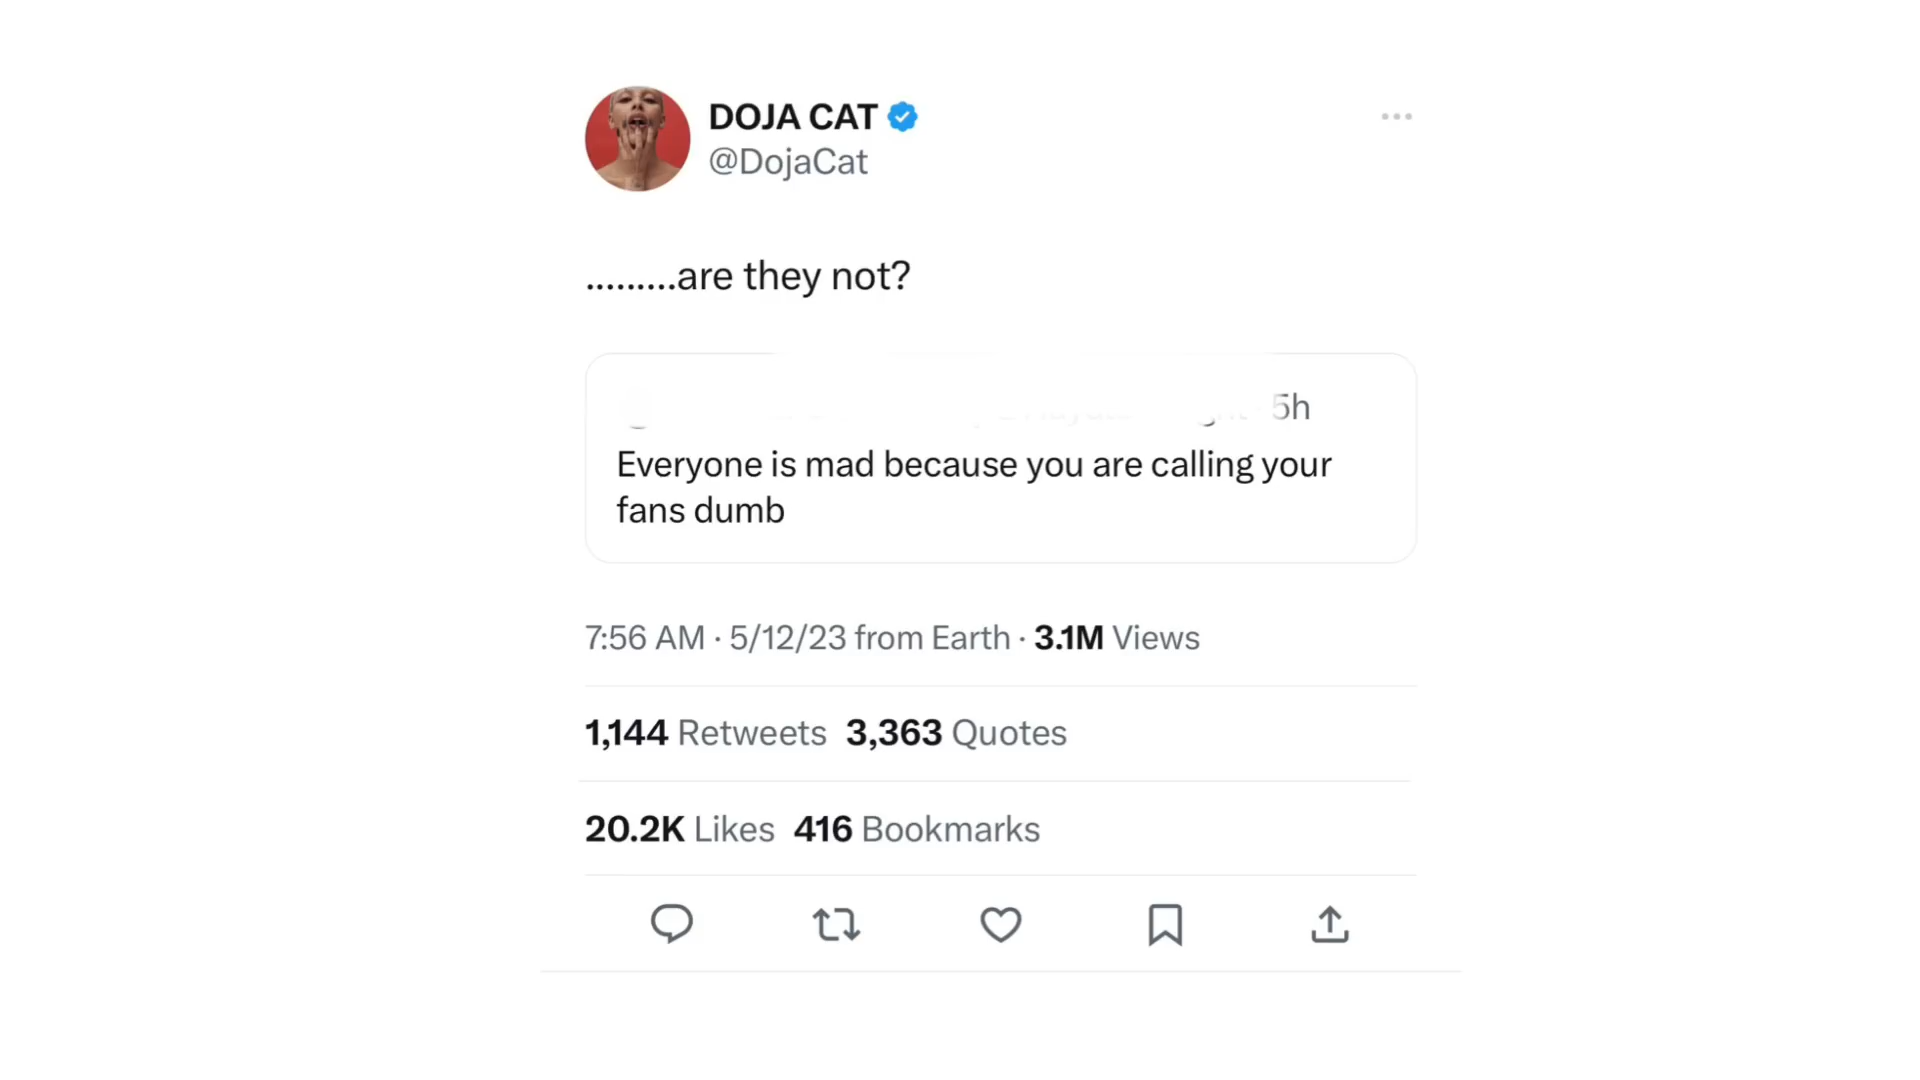 DOJA CAT
@DojaCat
.........are they not?
5h
Everyone is mad because you are calling your
fans dumb
7:56 AM · 5/12/23 from Earth · 3.1M Views
1,144 Retweets 3,363 Quotes
20.2K Likes 416 Bookmarks